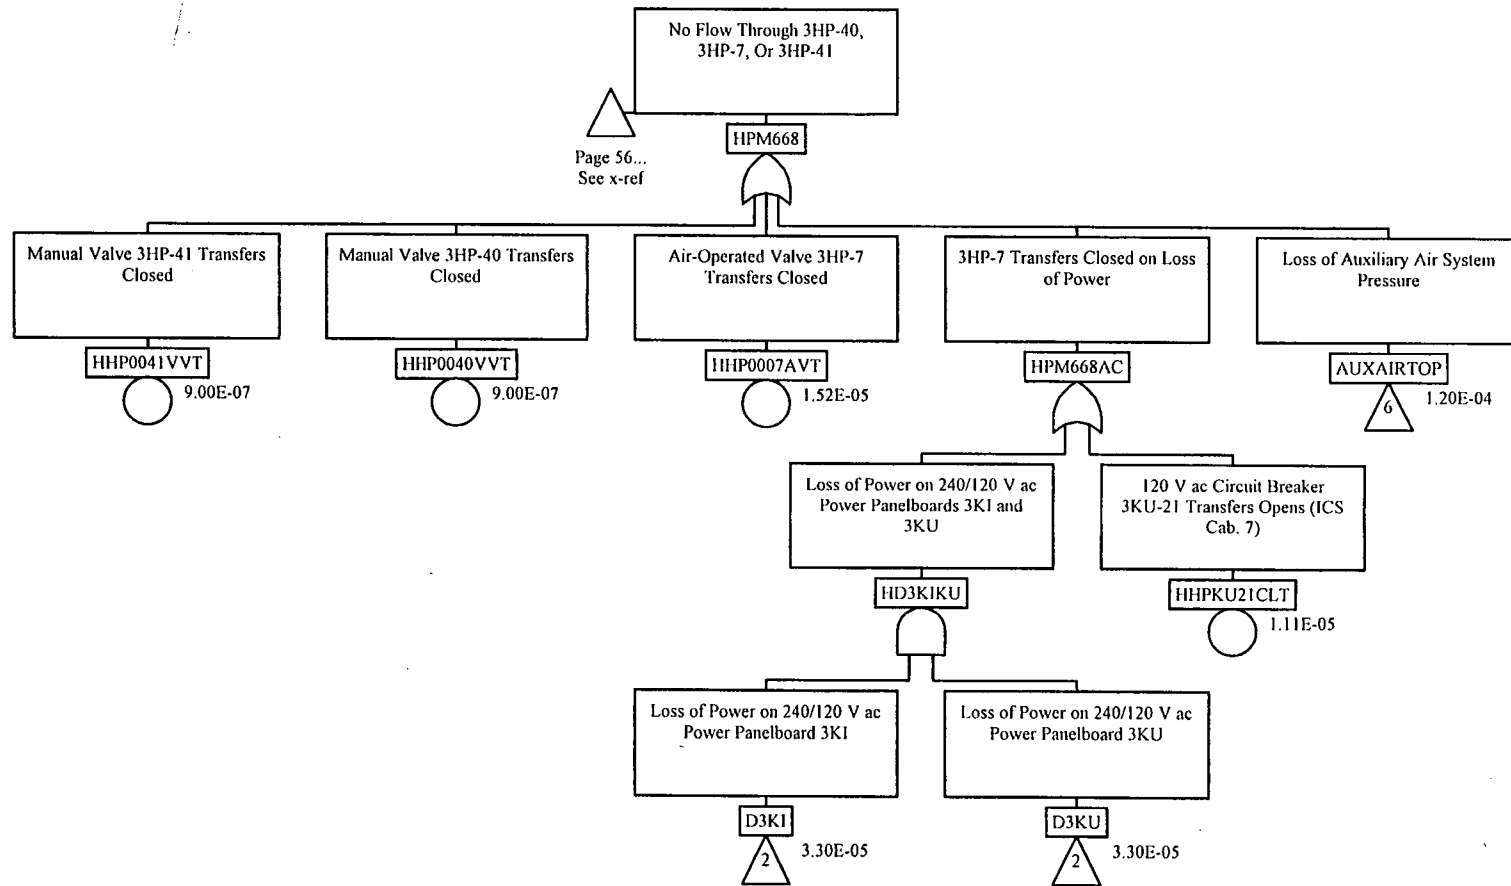 No Flow Through 3HP-40,
3HP-7, Or 3HP-41
Page 56...
See x-ref
HPM668
Manual Valve 3HP-41 Transfers
Closed
HHP0041VVT
9.00E-07
Manual Valve 3HP-40 Transfers
Closed
HHP0040VVT
9.00E-07
Air-Operated Valve 3HP-7
Transfers Closed
HHP0007AVT
1.52E-05
3HP-7 Transfers Closed on Loss
of Power
HPM668AC
Loss of Auxiliary Air System
Pressure
AUXAIRTOP
6
1.20E-04
Loss of Power on 240/120 V ac
Power Panelboards 3KI and
3KU
HD3KIKU
120 V ac Circuit Breaker
3KU-21 Transfers Opens (ICS
Cab. 7)
HHPKU21CLT
1.11E-05
Loss of Power on 240/120 V ac
Power Panelboard 3KI
D3KI
2
3.30E-05
Loss of Power on 240/120 V ac
Power Panelboard 3KU
D3KU
2
3.30E-05